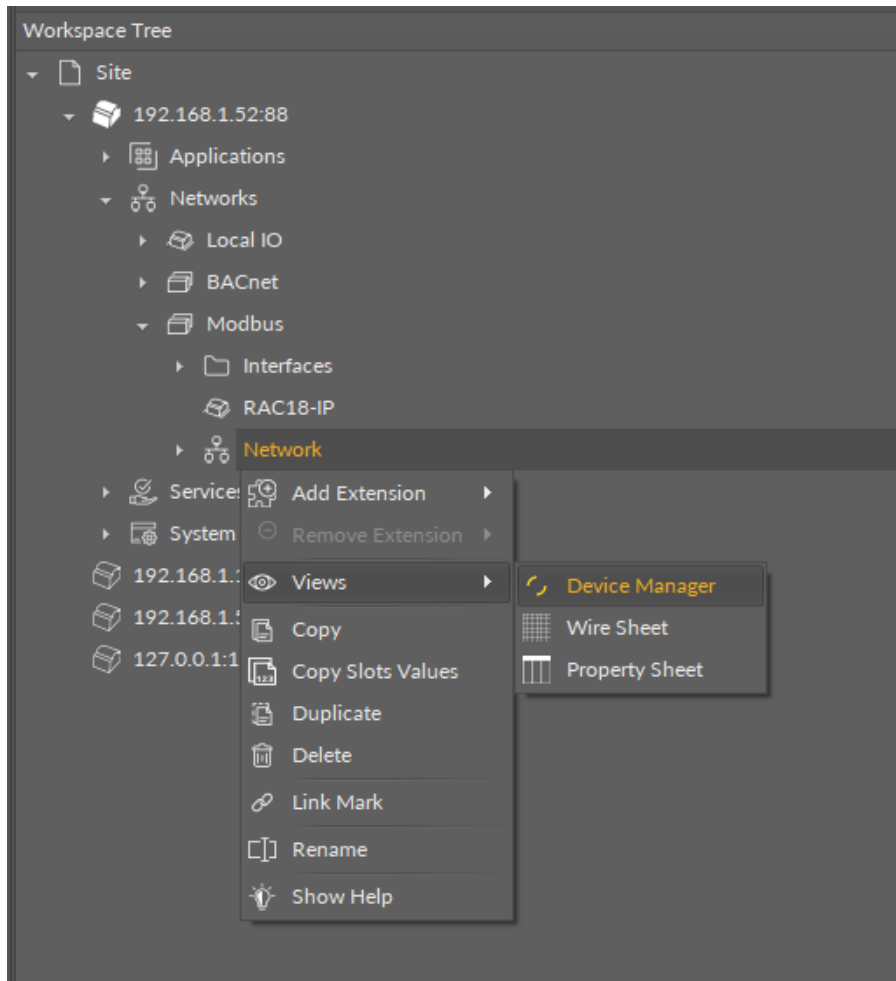 Workspace Tree
Site
192.168.1.52:88
Applications
Networks
Local IO
BACnet
Modbus
Interfaces
RAC18-IP
Network
Services
Add Extension
System
Remove Extension
192.168.1.
Views
Device Manager
192.168.1.5
Copy
Wire Sheet
127.0.0.1:1
Copy Slots Values
123
Property Sheet
Duplicate
Delete
Link Mark
Rename
Show Help